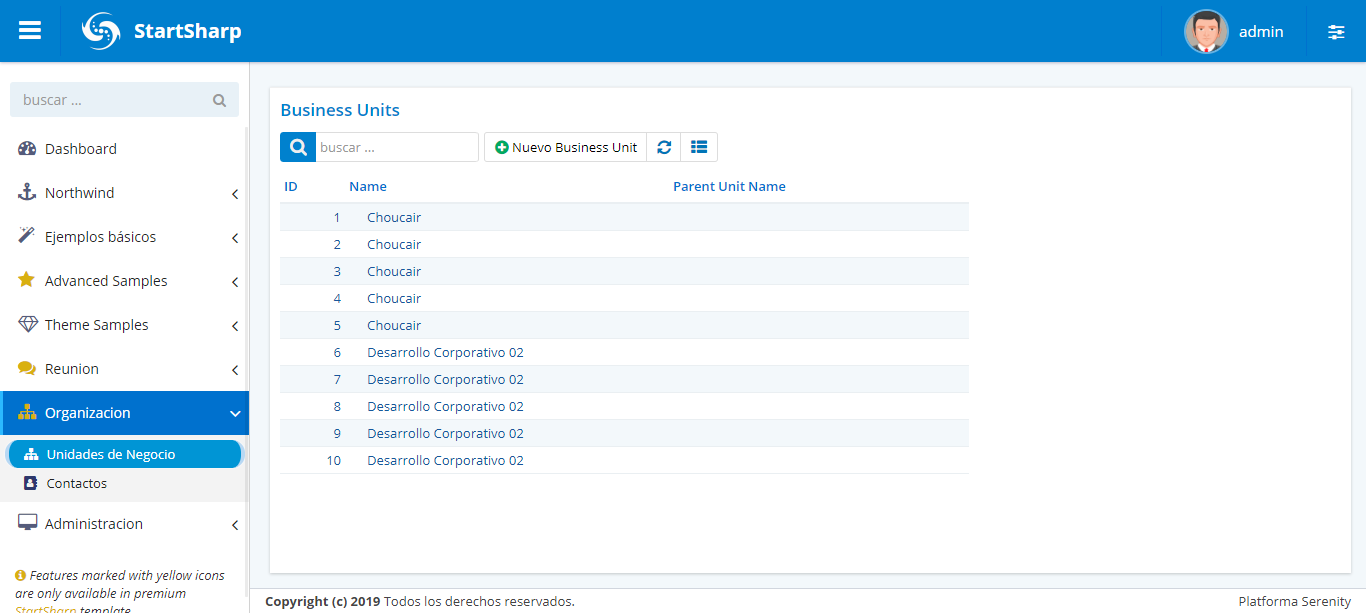 StartSharp
admin
buscar ...
Dashboard
Northwind
Ejemplos básicos
Advanced Samples
Theme Samples
Reunion
Organizacion
Unidades de Negocio
Contactos
Administracion
Features marked with yellow icons
are only available in premium
StartSharp template
Business Units
buscar ...
Nuevo Business Unit
ID Name Parent Unit Name
1 Choucair
2 Choucair
3 Choucair
4 Choucair
5 Choucair
6 Desarrollo Corporativo 02
7 Desarrollo Corporativo 02
8 Desarrollo Corporativo 02
9 Desarrollo Corporativo 02
10 Desarrollo Corporativo 02
Copyright (c) 2019 Todos los derechos reservados.
Platforma Serenity